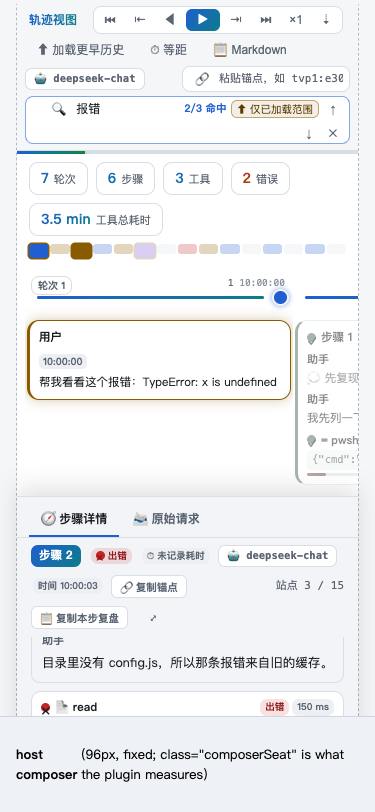 轨迹视图 ×1
加载更早历史 等距 Markdown
deepseek-chat 粘贴锚点，如 tvp1:e30
报错 2/3 命中 仅已加载范围
7 轮次 6 步骤 3 工具 2 错误
3.5 min 工具总耗时
轮次 1 1 10:00:00
用户
10:00:00
帮我看看这个报错：TypeError: x is undefined
步骤 1
助手
先复现
助手
我先列一下
= pwsh
{"cmd":"
步骤详情 原始请求
步骤 2 出错 未记录耗时 deepseek-chat
时间 10:00:03 复制锚点 站点 3 / 15
复制本步复盘
助手
目录里没有 config.js，所以那条报错来自旧的缓存。
read 出错 150 ms
host (96px, fixed; class="composerSeat" is what
composer the plugin measures)